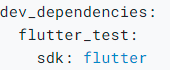 dev_dependencies:
  flutter_test:
    sdk: flutter